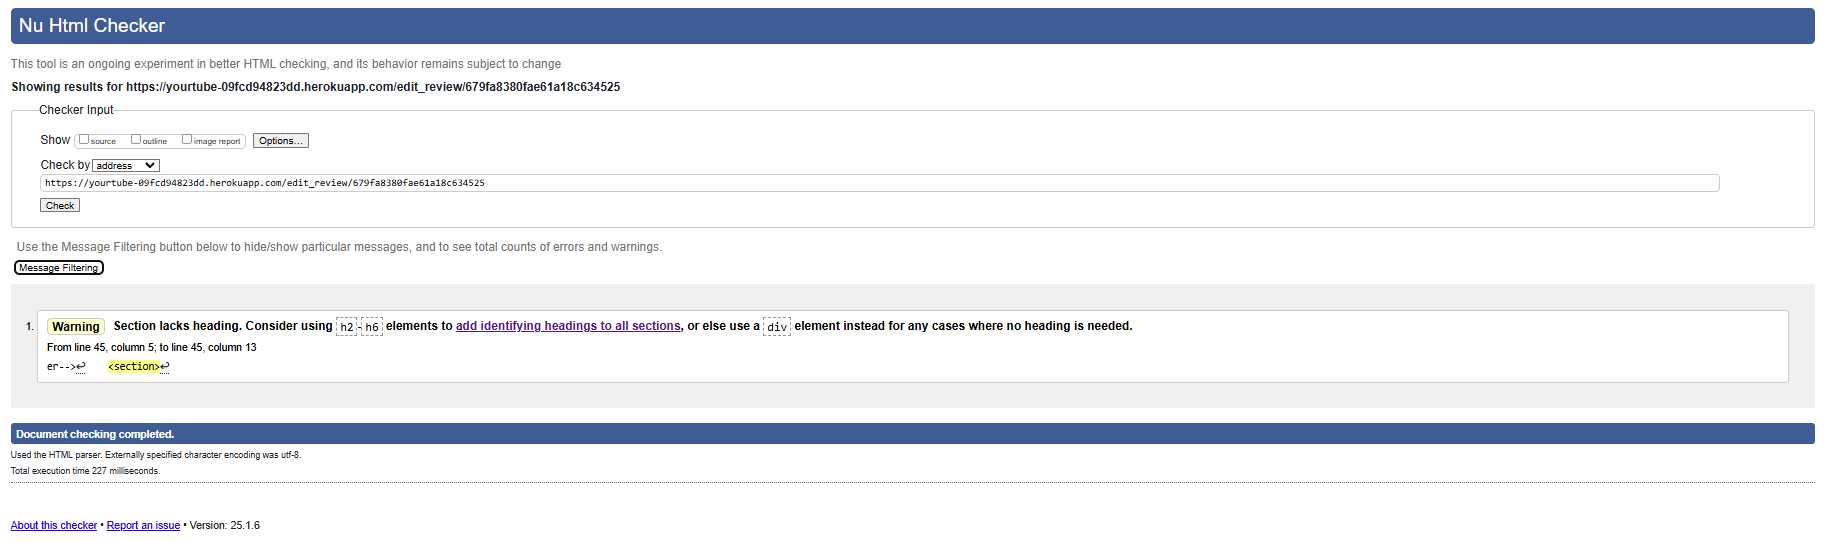 Nu Html Checker
This tool is an ongoing experiment in better HTML checking, and its behavior remains subject to change
Showing results for https://yourtube-09fcd94823dd.herokuapp.com/edit_review/679fa8380fae61a18c634525
Checker Input
Show source outline image report Options...
Check by address
https://yourtube-09fcd94823dd.herokuapp.com/edit_review/679fa8380fae61a18c634525
Check
Use the Message Filtering button below to hide/show particular messages, and to see total counts of errors and warnings.
Message Filtering
1. Warning Section lacks heading. Consider using h2-h6 elements to add identifying headings to all sections, or else use a div element instead for any cases where no heading is needed.
From line 45, column 5; to line 45, column 13
er-->↩ <section>↩
Document checking completed.
Used the HTML parser. Externally specified character encoding was utf-8.
Total execution time 227 milliseconds.
About this checker • Report an issue • Version: 25.1.6